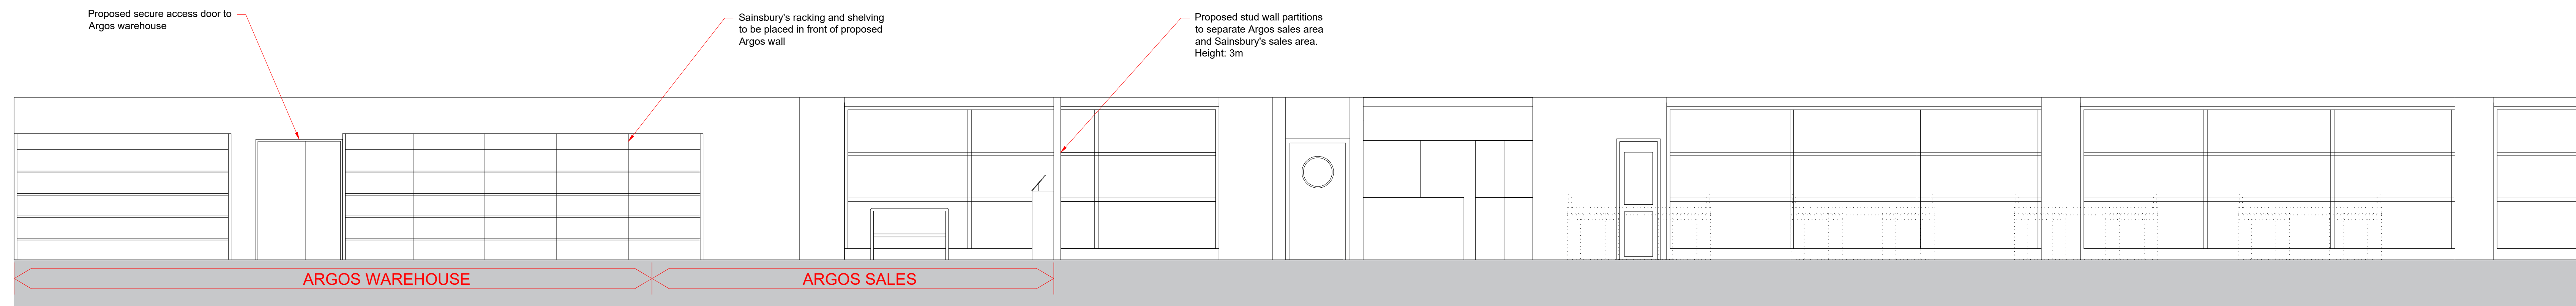 Proposed secure access door to
Argos warehouse
Sainsbury's racking and shelving
to be placed in front of proposed
Argos wall
Proposed stud wall partitions
to separate Argos sales area
and Sainsbury's sales area.
Height: 3m
ARGOS WAREHOUSE
ARGOS SALES